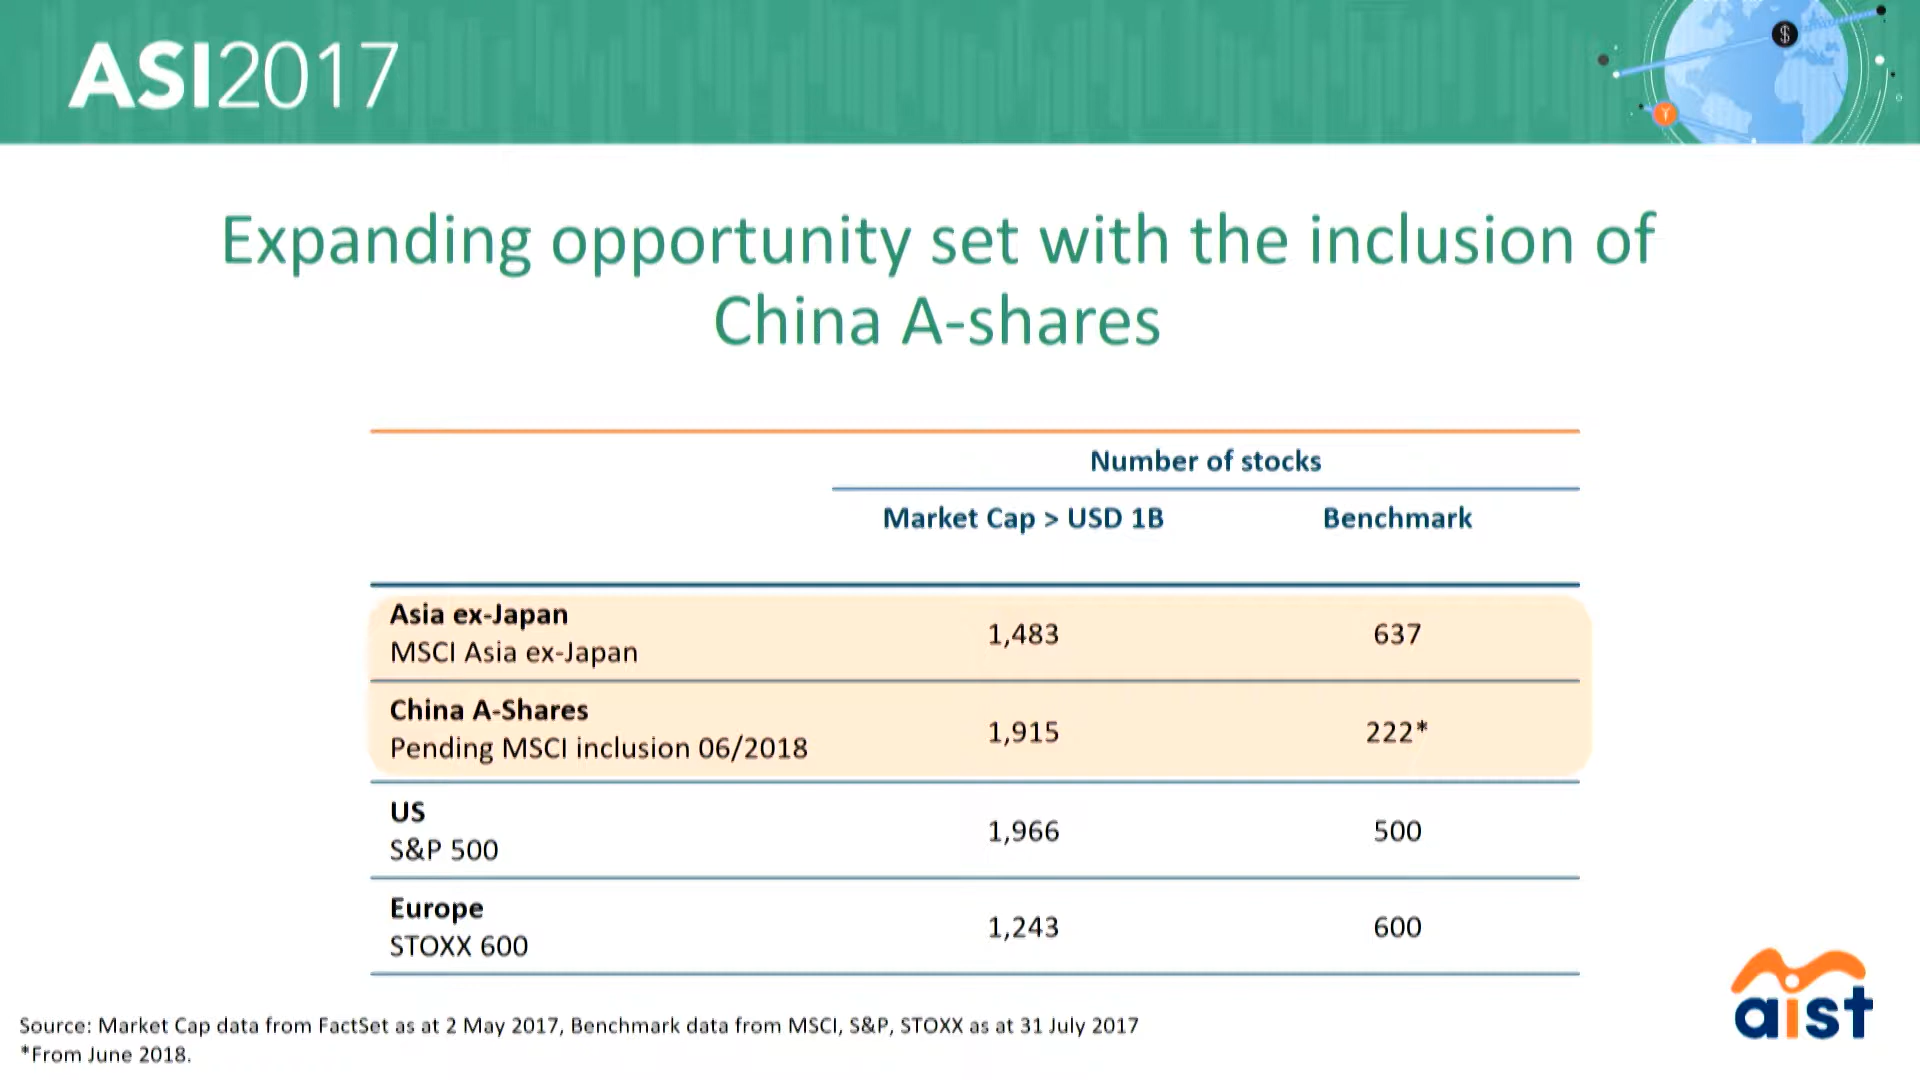 ASI2017
$
Expanding opportunity set with the inclusion of
China A-shares
Number of stocks
Market Cap > USD 1B Benchmark
Asia ex-Japan
MSCI Asia ex-Japan
1,483 637
China A-Shares
Pending MSCI inclusion 06/2018
1,915 222*
US
S&P 500
1,966 500
Europe
STOXX 600
1,243 600
Source: Market Cap data from FactSet as at 2 May 2017, Benchmark data from MSCI, S&P, STOXX as at 31 July 2017
*From June 2018.
aist